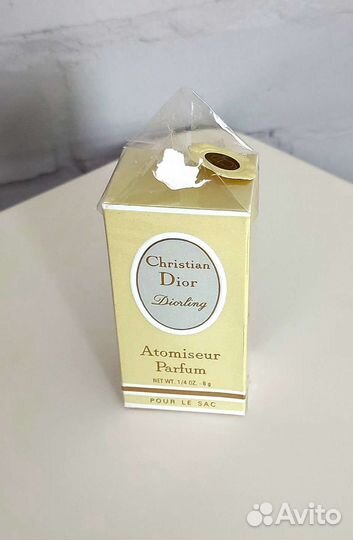 Christian
Dior
Diorling
Atomiseur
Parfum
NET WT. 1/4 OZ. - 8 g
POUR LE SAC
Avito